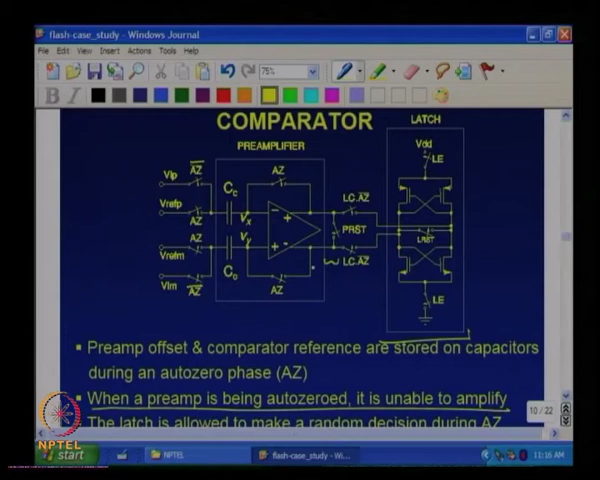 flash-case_study - Windows Journal
File Edit View Insert Actions Tools Help
75%
B I
COMPARATOR
LATCH
PREAMPLIFIER
Vdd
LE
Vip
AZ
AZ
Cc
LC.AZ
Vrefp
AZ
Vx
- +
PRST
LRST
AZ
Vrefm
Vy
+ -
LC.AZ
Vim
AZ
Cc
AZ
LE
Preamp offset & comparator reference are stored on capacitors
during an autozero phase (AZ)
When a preamp is being autozeroed, it is unable to amplify
The latch is allowed to make a random decision during AZ
10 / 22
NPTEL
start
NPTEL
flash-case_study - Wi...
11:16 AM